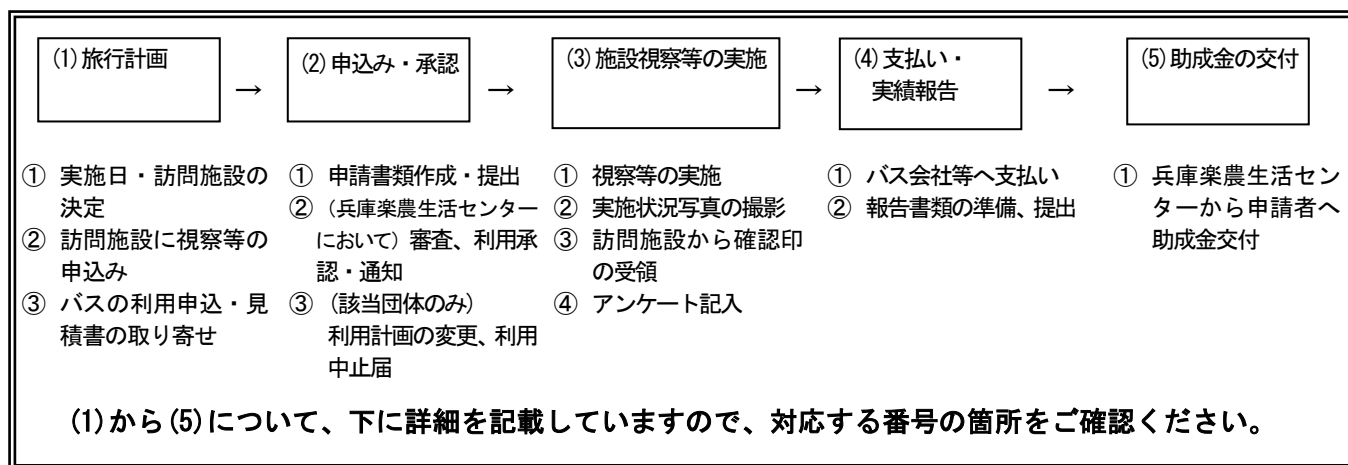 (1)旅行計画
→
(2)申込み・承認
→
(3)施設視察等の実施
→
(4)支払い・
実績報告
→
(5)助成金の交付
① 実施日・訪問施設の
決定
② 訪問施設に視察等の
申込み
③ バスの利用申込・見
積書の取り寄せ
① 申請書類作成・提出
② （兵庫楽農生活センター
において）審査、利用承
認・通知
③ （該当団体のみ）
利用計画の変更、利用
中止届
① 視察等の実施
② 実施状況写真の撮影
③ 訪問施設から確認印
の受領
④ アンケート記入
① バス会社等へ支払い
② 報告書類の準備、提出
① 兵庫楽農生活セン
ターから申請者へ
助成金交付
(1)から(5)について、下に詳細を記載していますので、対応する番号の箇所をご確認ください。